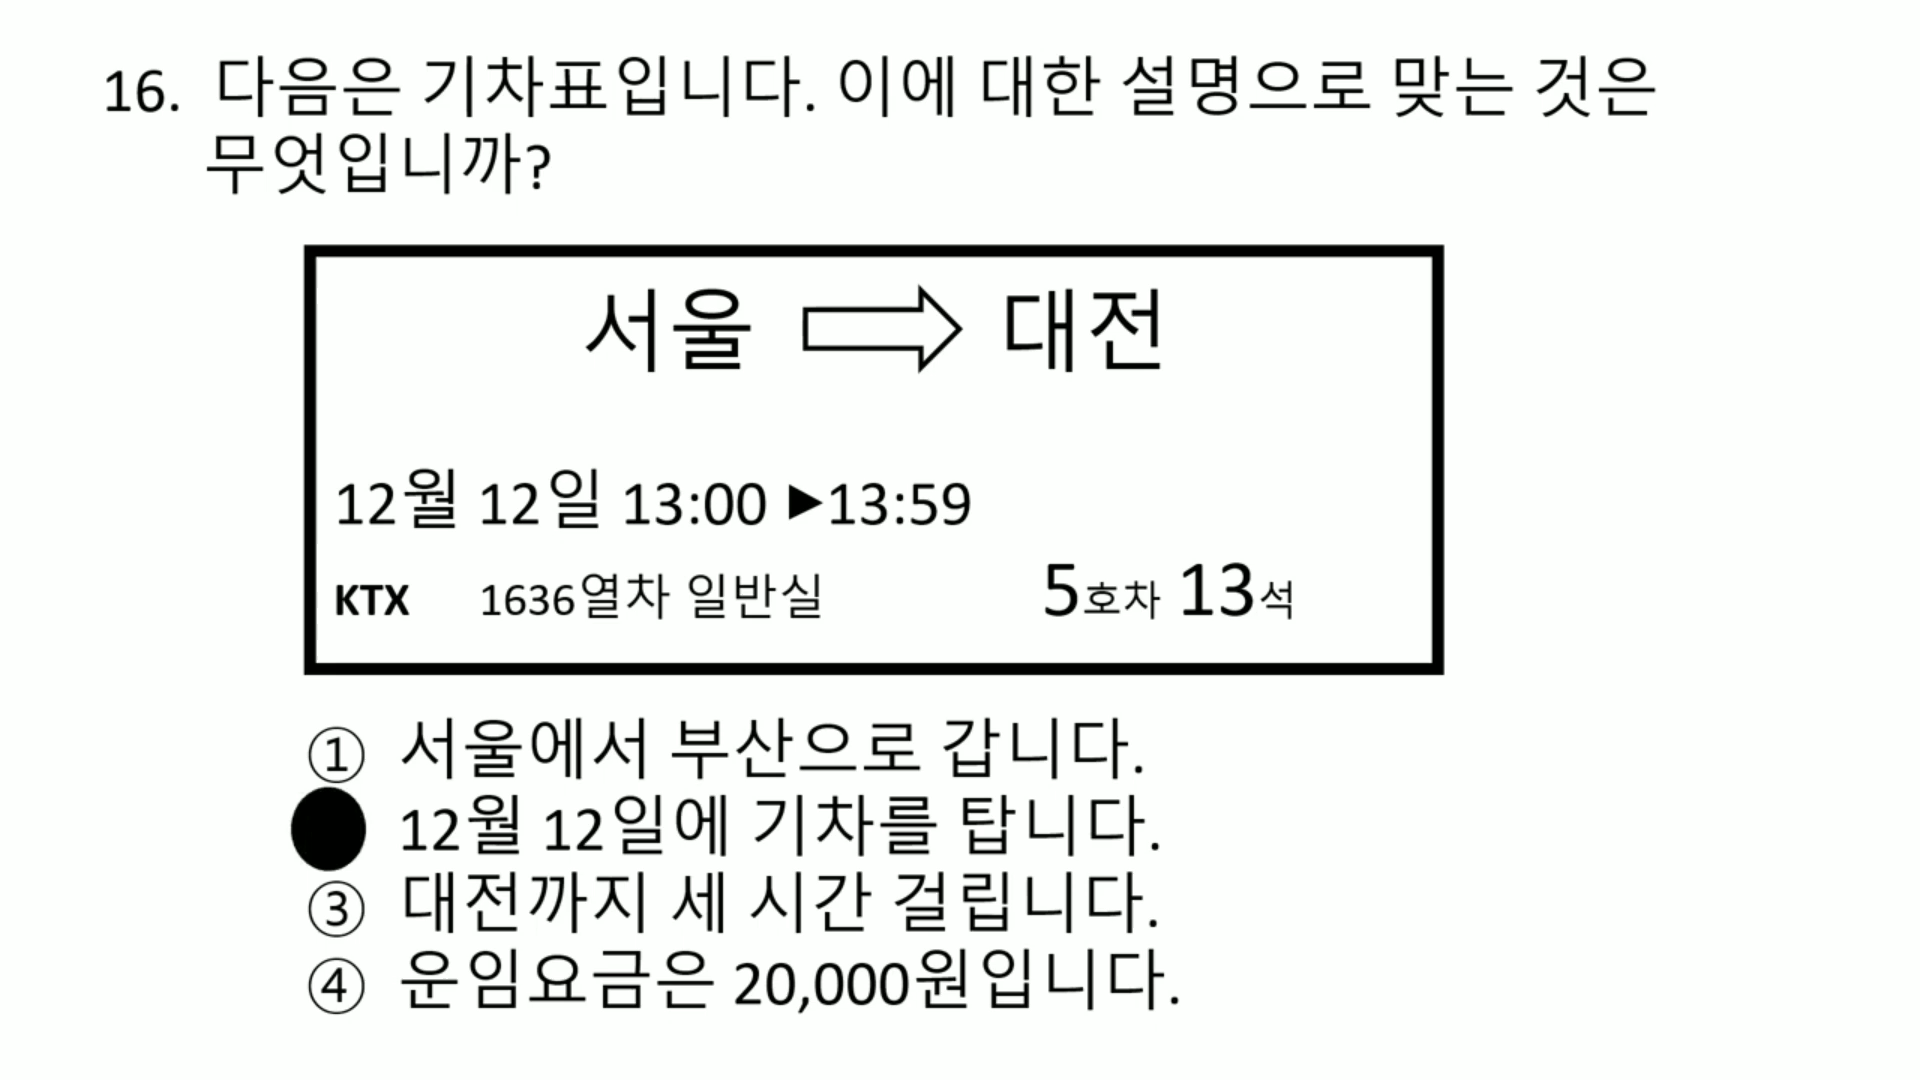 16. 다음은 기차표입니다. 이에 대한 설명으로 맞는 것은
무엇입니까?
서울 ⇨ 대전
12월 12일 13:00 ▶13:59
KTX 1636열차 일반실 5호차 13석
① 서울에서 부산으로 갑니다.
● 12월 12일에 기차를 탑니다.
③ 대전까지 세 시간 걸립니다.
④ 운임요금은 20,000원입니다.